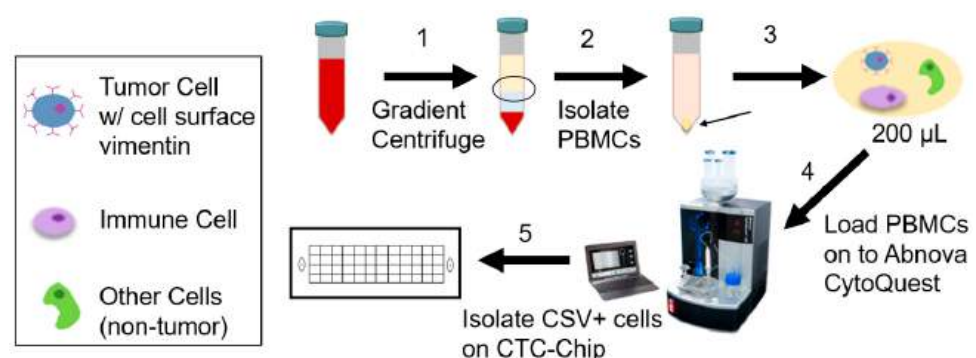 Tumor Cell
w/ cell surface
vimentin
Immune Cell
Other Cells
(non-tumor)
1
Gradient
Centrifuge
2
Isolate
PBMCs
3
200 µL
4
Load PBMCs
on to Abnova
CytoQuest
5
Isolate CSV+ cells
on CTC-Chip